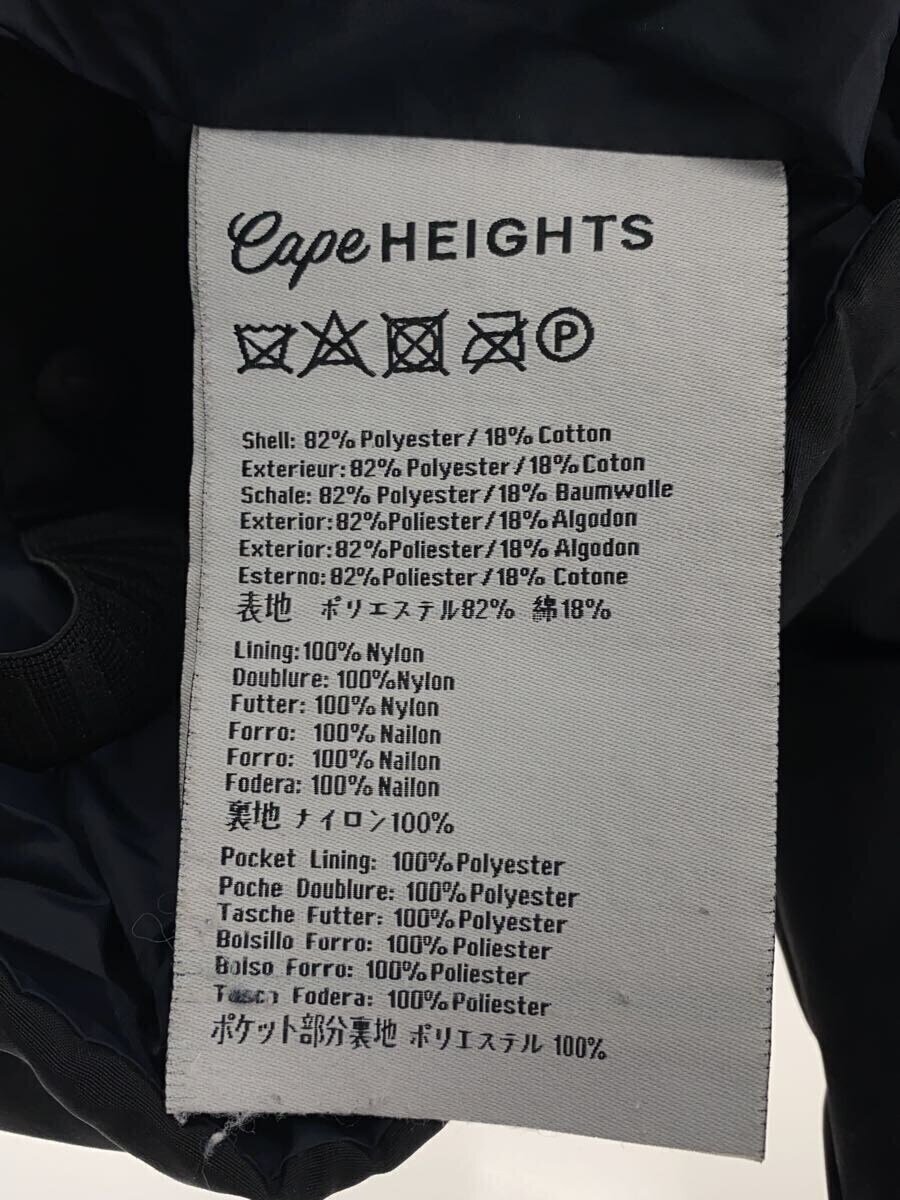 Cape HEIGHTS
P
Shell: 82% Polyester / 18% Cotton
Exterieur: 82% Polyester / 18% Coton
Schale: 82% Polyester / 18% Baumwolle
Exterior: 82% Poliester / 18% Algodon
Exterior: 82% Poliester / 18% Algodon
Esterno: 82% Poliester / 18% Cotone
表地 ポリエステル82% 綿18%
Lining: 100% Nylon
Doublure: 100% Nylon
Futter: 100% Nylon
Forro: 100% Nailon
Forro: 100% Nailon
Fodera: 100% Nailon
裏地 ナイロン100%
Pocket Lining: 100% Polyester
Poche Doublure: 100% Polyester
Tasche Futter: 100% Polyester
Bolsillo Forro: 100% Poliester
Bolso Forro: 100% Poliester
Tasca Fodera: 100% Poliester
ポケット部分裏地 ポリエステル 100%